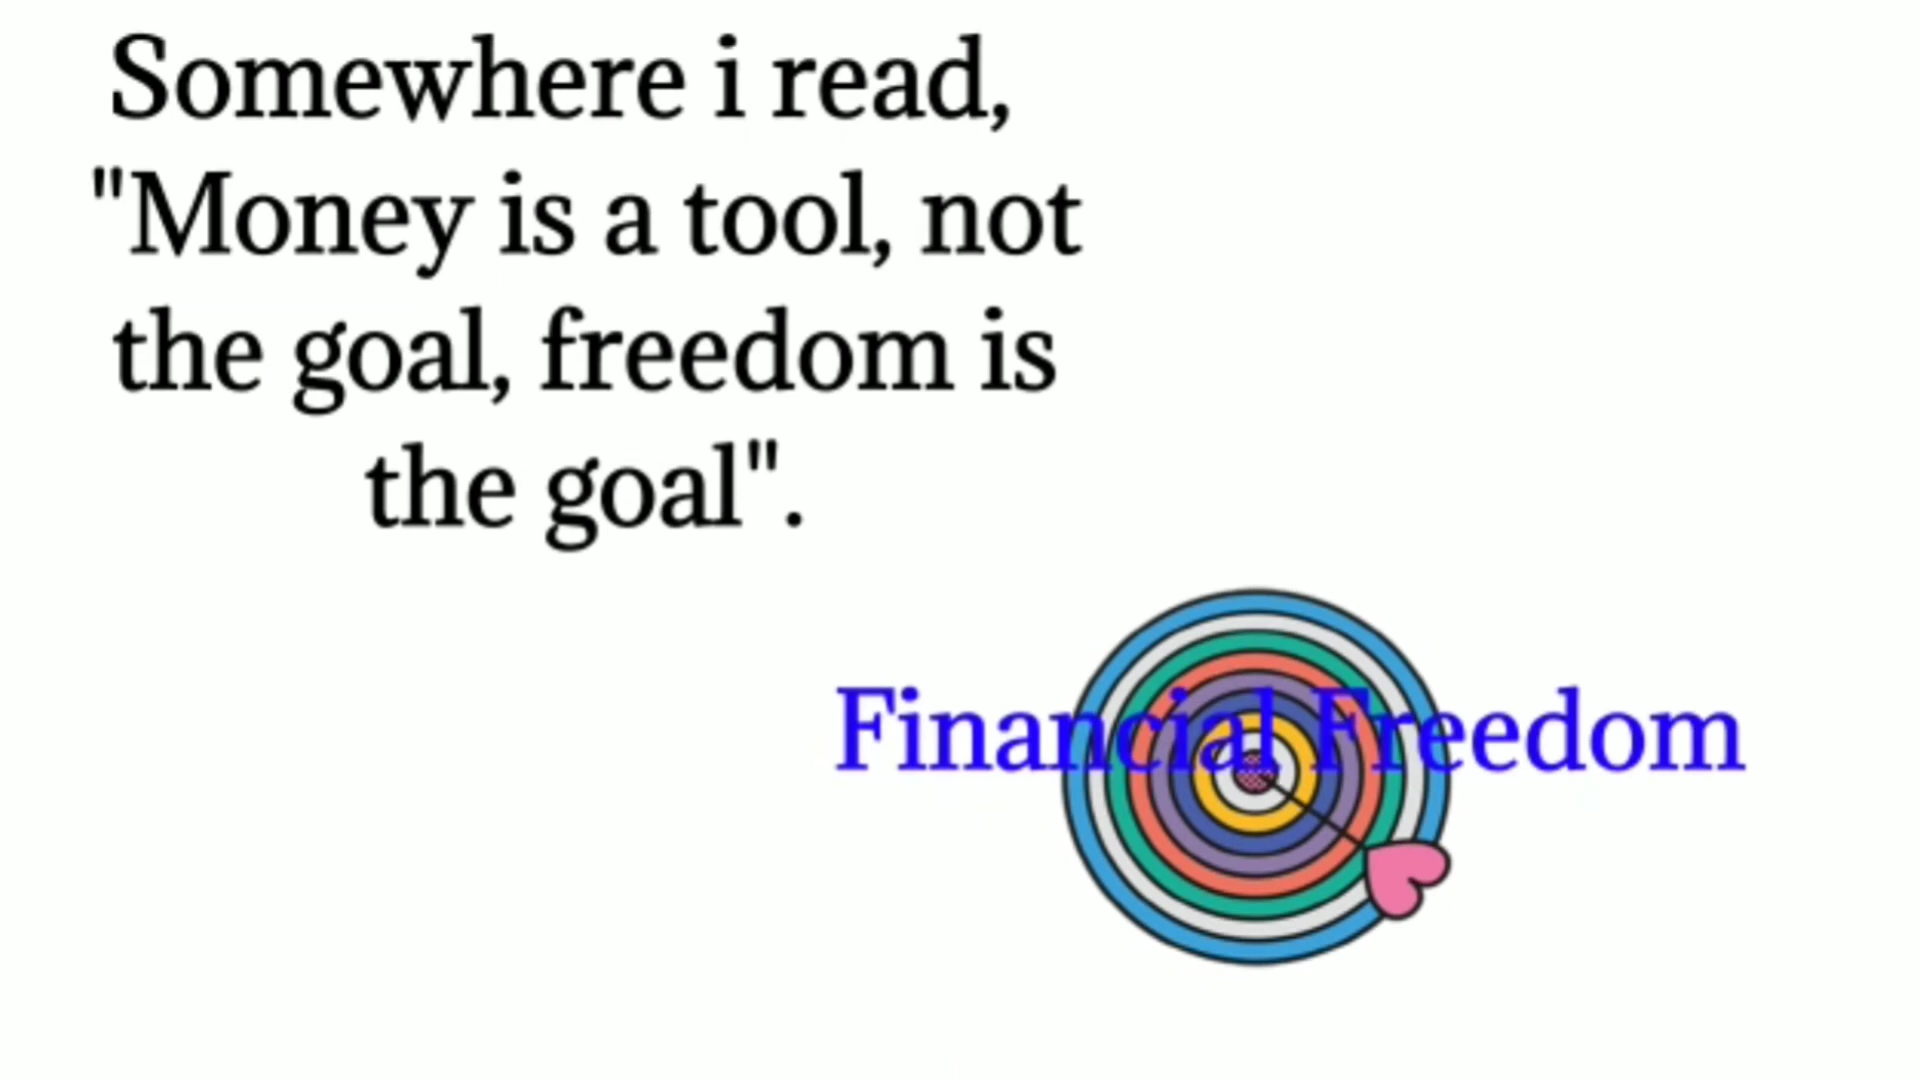 Somewhere i read,
"Money is a tool, not
the goal, freedom is
the goal".
Financial Freedom